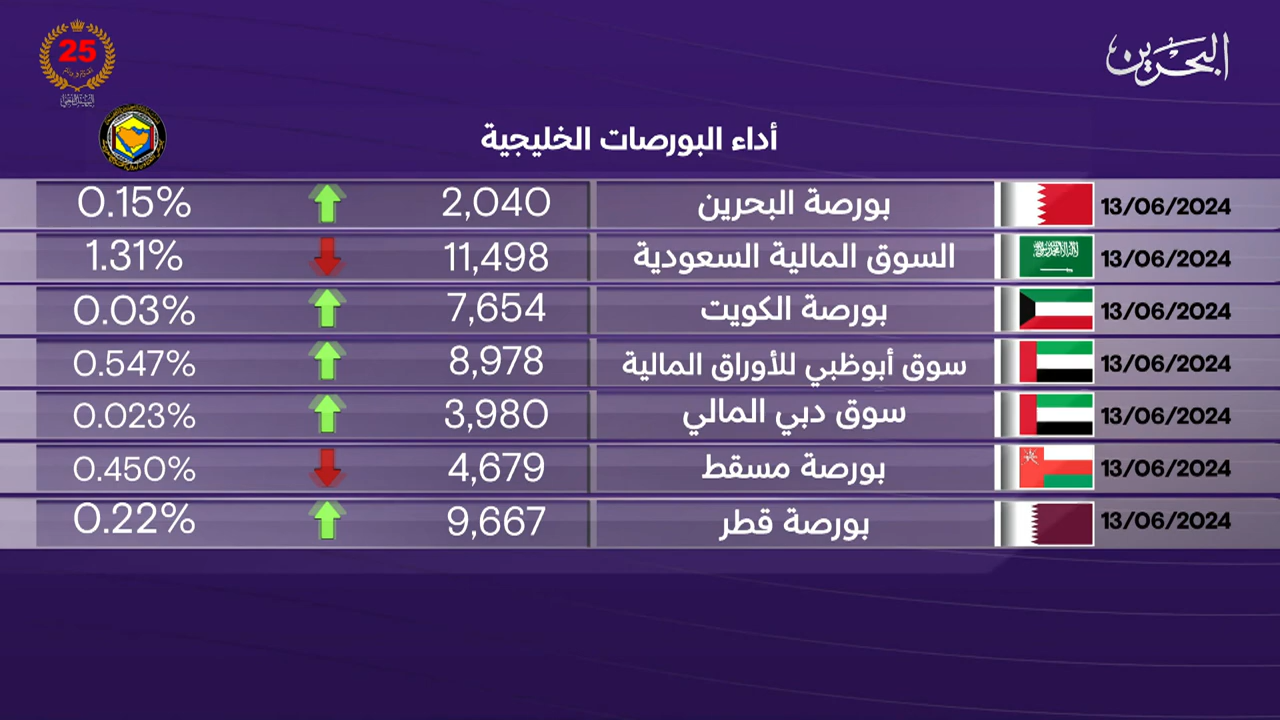 البحرين
25
أداء البورصات الخليجية
13/06/2024 بورصة البحرين 2,040 0.15%
13/06/2024 السوق المالية السعودية 11,498 1.31%
13/06/2024 بورصة الكويت 7,654 0.03%
13/06/2024 سوق أبوظبي للأوراق المالية 8,978 0.547%
13/06/2024 سوق دبي المالي 3,980 0.023%
13/06/2024 بورصة مسقط 4,679 0.450%
13/06/2024 بورصة قطر 9,667 0.22%